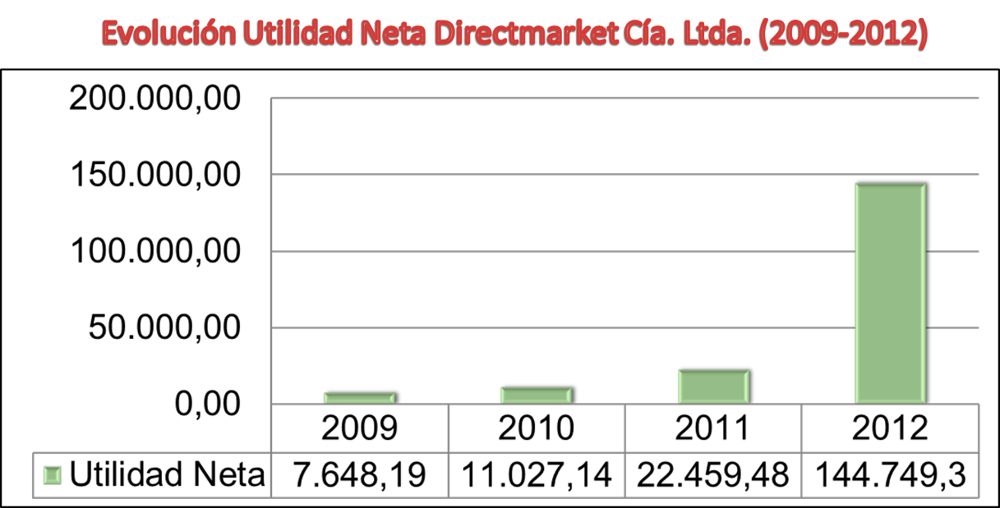 Evolución Utilidad Neta Directmarket Cía. Ltda. (2009-2012)
200.000,00
150.000,00
100.000,00
50.000,00
0,00
2009 2010 2011 2012
Utilidad Neta 7.648,19 11.027,14 22.459,48 144.749,3